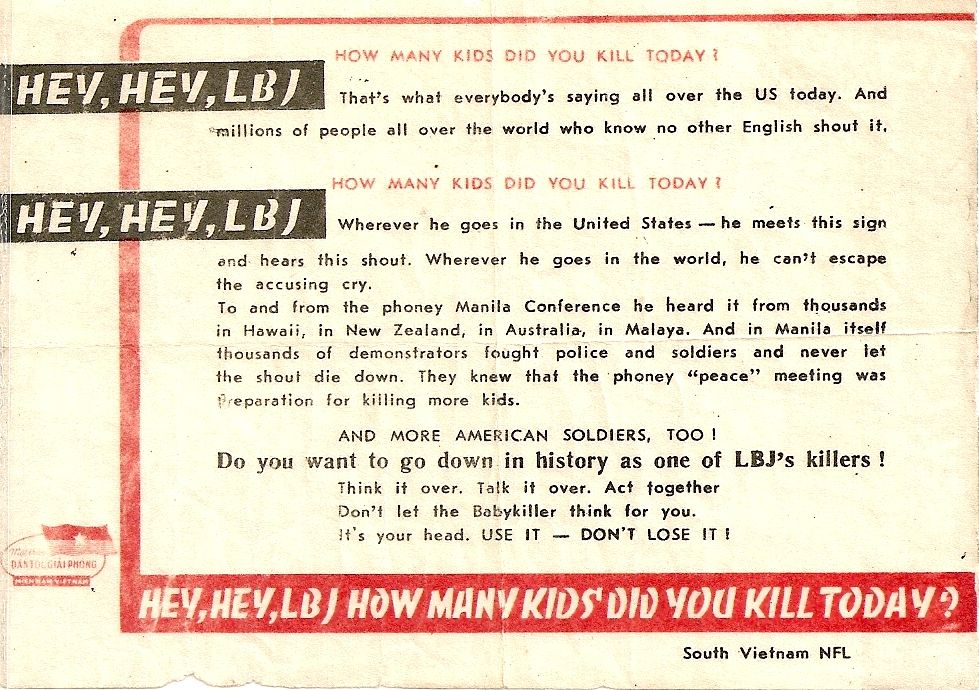 HOW MANY KIDS DID YOU KILL TODAY?
HEY, HEY, LBJ
That's what everybody's saying all over the US today. And
millions of people all over the world who know no other English shout it.
HOW MANY KIDS DID YOU KILL TODAY?
HEY, HEY, LBJ
Wherever he goes in the United States — he meets this sign
and hears this shout. Wherever he goes in the world, he can't escape
the accusing cry.
To and from the phoney Manila Conference he heard it from thousands
in Hawaii, in New Zealand, in Australia, in Malaya. And in Manila itself
thousands of demonstrators fought police and soldiers and never let
the shout die down. They knew that the phoney "peace" meeting was
Preparation for killing more kids.
AND MORE AMERICAN SOLDIERS, TOO!
Do you want to go down in history as one of LBJ's killers!
Think it over. Talk it over. Act together
Don't let the Babykiller think for you.
It's your head. USE IT — DON'T LOSE IT!
DAN TOC GIAI PHONG
MIEN NAM VIET NAM
HEY, HEY, LBJ HOW MANY KIDS DID YOU KILL TODAY?
South Vietnam NFL